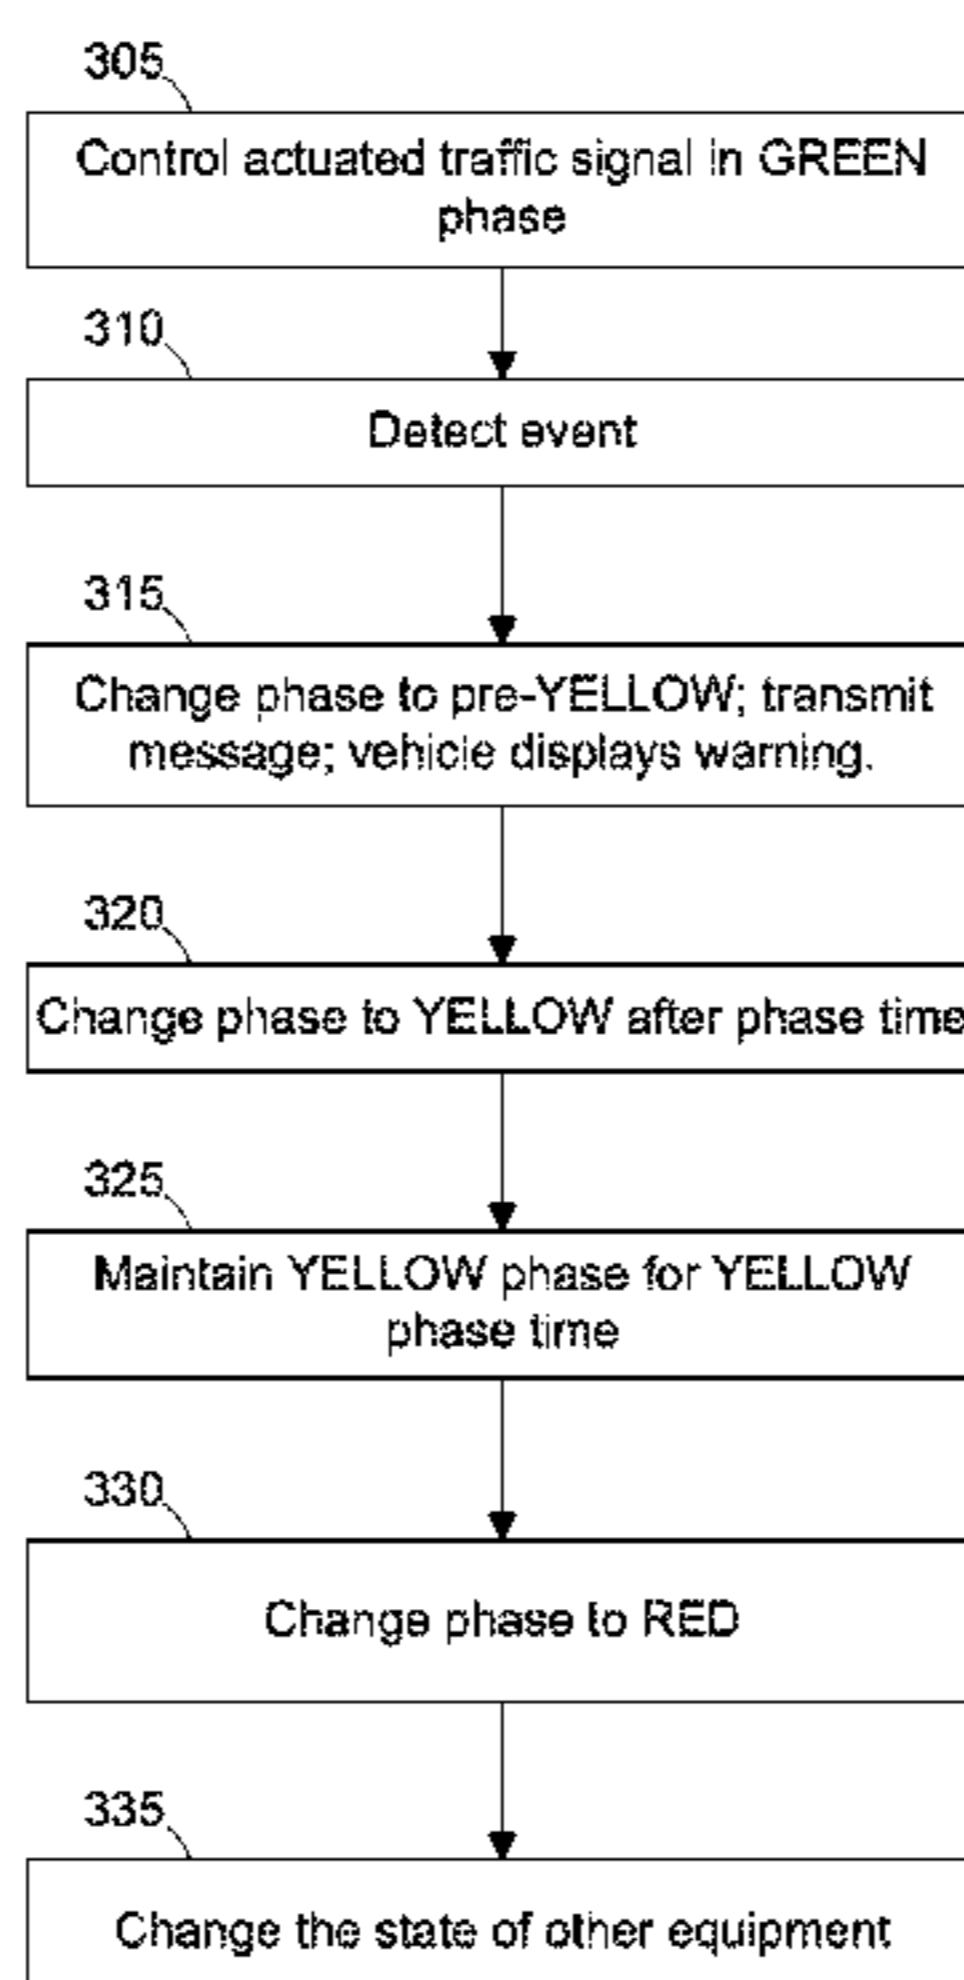 305
Control actuated traffic signal in GREEN
phase
310
Detect event
315
Change phase to pre-YELLOW; transmit
message; vehicle displays warning.
320
Change phase to YELLOW after phase time
325
Maintain YELLOW phase for YELLOW
phase time
330
Change phase to RED
335
Change the state of other equipment